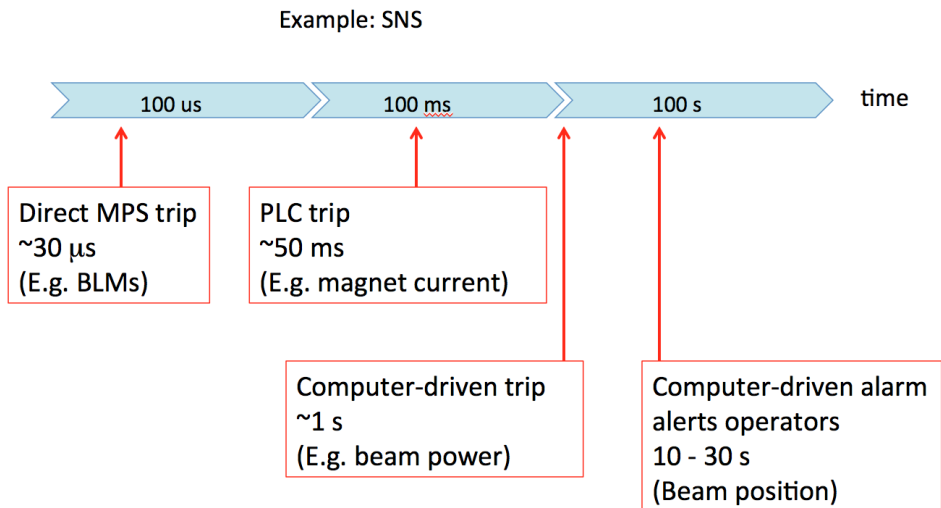 Example: SNS
100 us
100 ms
100 s
time
Direct MPS trip
~30 μs
(E.g. BLMs)
PLC trip
~50 ms
(E.g. magnet current)
Computer-driven trip
~1 s
(E.g. beam power)
Computer-driven alarm
alerts operators
10 - 30 s
(Beam position)